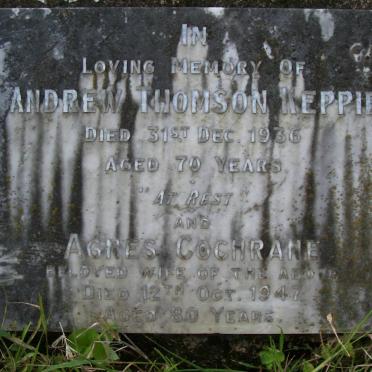 IN
LOVING MEMORY OF
ANDREW THOMSON KEPPIE
DIED 31ST DEC. 1936
AGED 70 YEARS
"AT REST"
AND
AGNES COCHRANE
BELOVED WIFE OF THE ABOVE
DIED 12TH OCT. 1947
AGED 80 YEARS